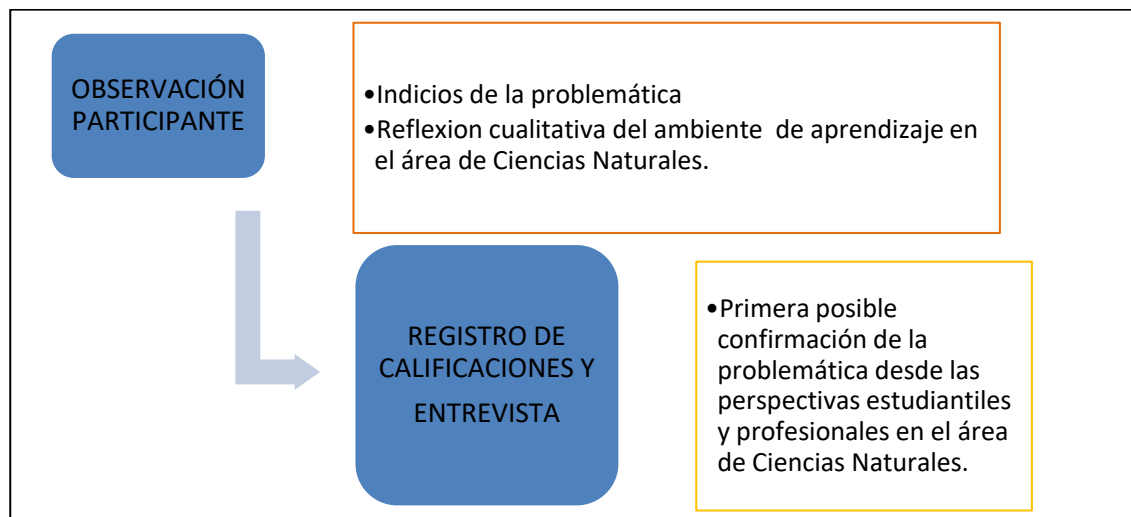 OBSERVACIÓN
PARTICIPANTE
•Indicios de la problemática
•Reflexion cualitativa del ambiente de aprendizaje en
el área de Ciencias Naturales.
REGISTRO DE
CALIFICACIONES Y
ENTREVISTA
•Primera posible
confirmación de la
problemática desde las
perspectivas estudiantiles
y profesionales en el área
de Ciencias Naturales.